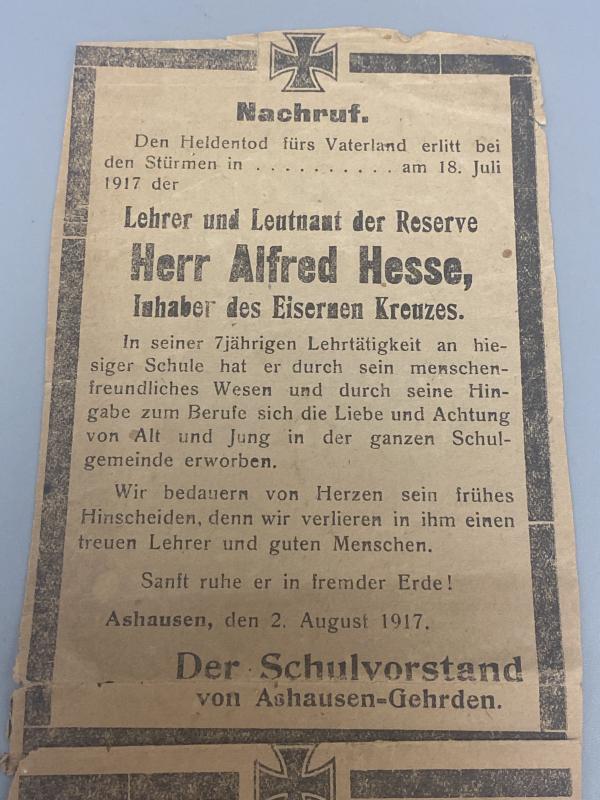 Nachruf.
Den Heldentod fürs Vaterland erlitt bei
den Stürmen in . . . . . . . . . . am 18. Juli
1917 der
Lehrer und Leutnant der Reserve
Herr Alfred Hesse,
Inhaber des Eisernen Kreuzes.
In seiner 7jährigen Lehrtätigkeit an hie-
siger Schule hat er durch sein menschen-
freundliches Wesen und durch seine Hin-
gabe zum Berufe sich die Liebe und Achtung
von Alt und Jung in der ganzen Schul-
gemeinde erworben.
Wir bedauern von Herzen sein frühes
Hinscheiden, denn wir verlieren in ihm einen
treuen Lehrer und guten Menschen.
Sanft ruhe er in fremder Erde!
Ashausen, den 2. August 1917.
Der Schulvorstand
von Ashausen-Gehrden.